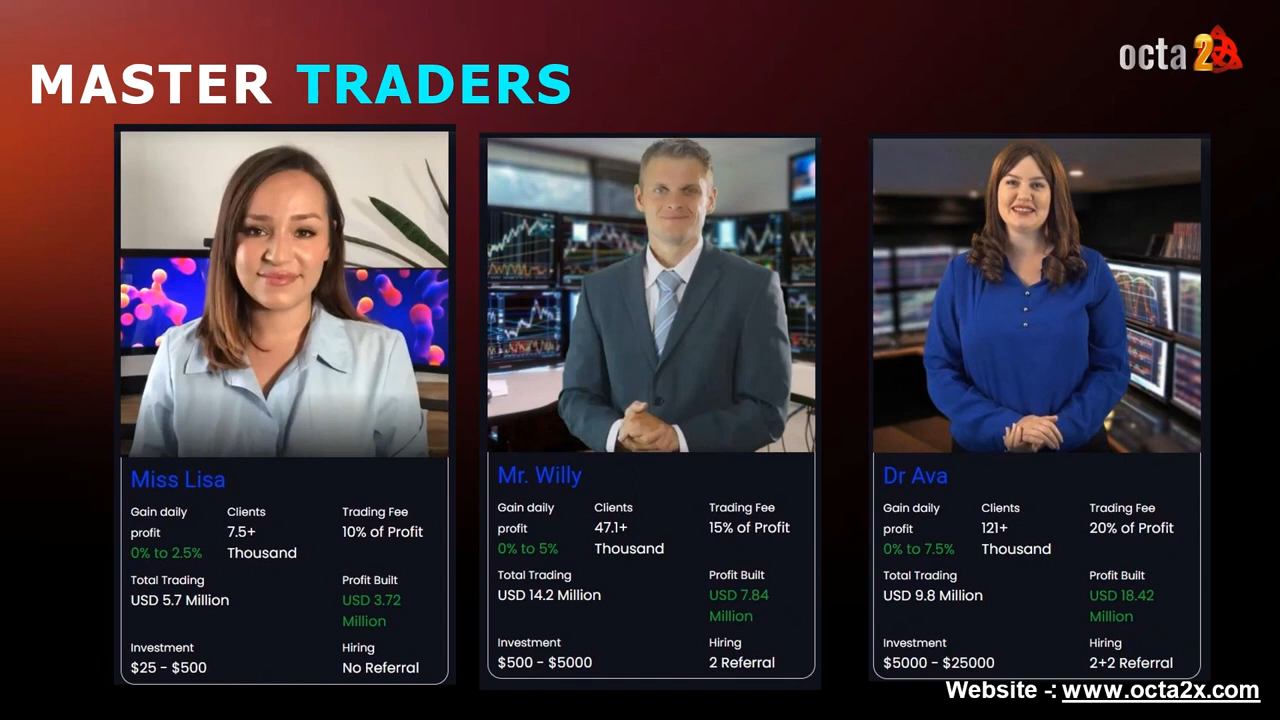 MASTER TRADERS
octa 2
Miss Lisa
Gain daily profit
0% to 2.5%
Clients
7.5+ Thousand
Trading Fee
10% of Profit
Total Trading
USD 5.7 Million
Profit Built
USD 3.72 Million
Investment
$25 - $500
Hiring
No Referral
Mr. Willy
Gain daily profit
0% to 5%
Clients
47.1+ Thousand
Trading Fee
15% of Profit
Total Trading
USD 14.2 Million
Profit Built
USD 7.84 Million
Investment
$500 - $5000
Hiring
2 Referral
Dr Ava
Gain daily profit
0% to 7.5%
Clients
121+ Thousand
Trading Fee
20% of Profit
Total Trading
USD 9.8 Million
Profit Built
USD 18.42 Million
Investment
$5000 - $25000
Hiring
2+2 Referral
Website -: www.octa2x.com